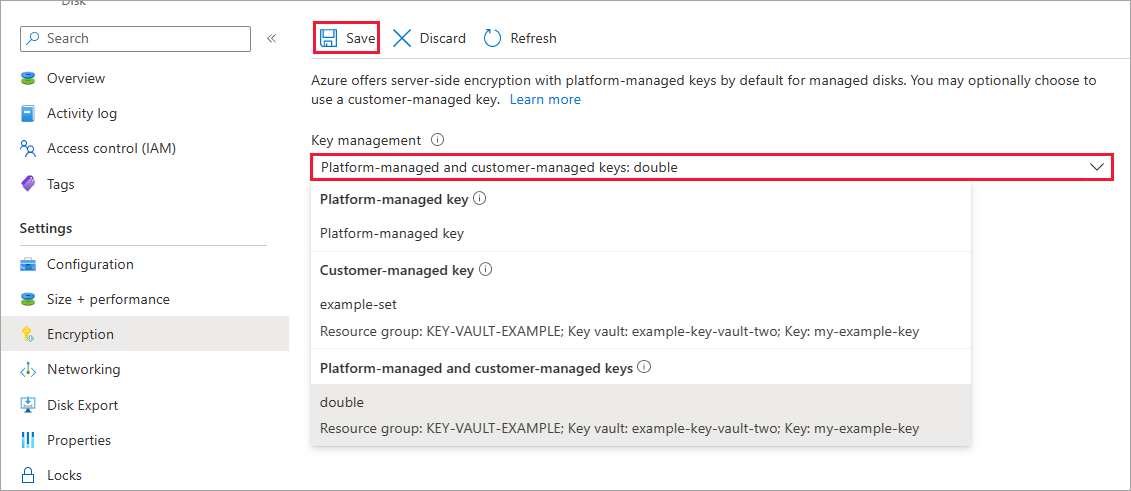 Disk
Search
«
Overview
Activity log
Access control (IAM)
Tags
Settings
Configuration
Size + performance
Encryption
Networking
Disk Export
Properties
Locks
Save Discard Refresh
Azure offers server-side encryption with platform-managed keys by default for managed disks. You may optionally choose to
use a customer-managed key. Learn more
Key management
Platform-managed and customer-managed keys: double
Platform-managed key
Platform-managed key
Customer-managed key
example-set
Resource group: KEY-VAULT-EXAMPLE; Key vault: example-key-vault-two; Key: my-example-key
Platform-managed and customer-managed keys
double
Resource group: KEY-VAULT-EXAMPLE; Key vault: example-key-vault-two; Key: my-example-key